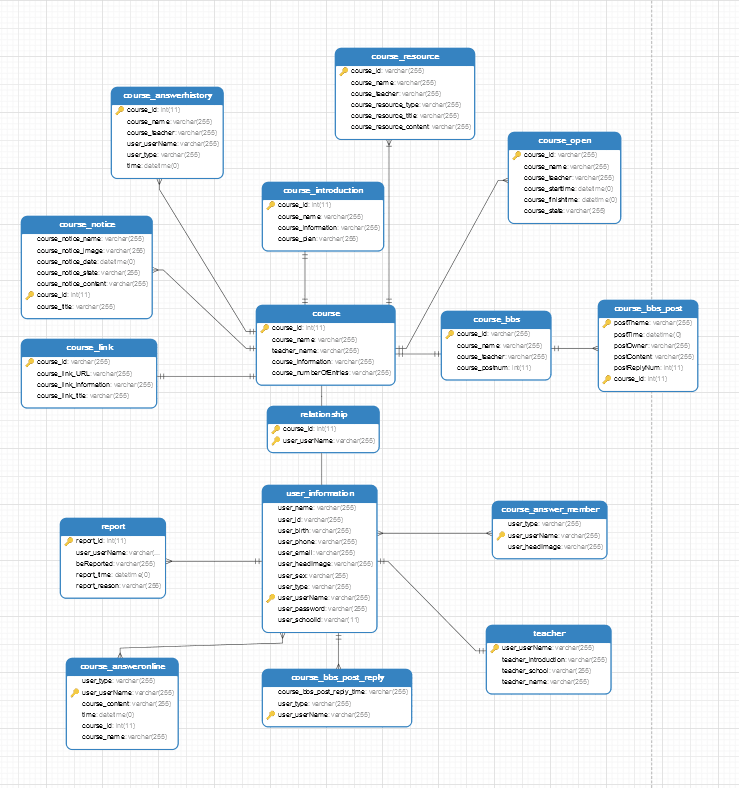 course_resource
course_id: varchar(255)
course_name: varchar(255)
course_teacher: varchar(255)
course_resource_type: varchar(255)
course_resource_title: varchar(255)
course_resource_content: varchar(255)
course_answerhistory
course_id: int(11)
course_name: varchar(255)
course_teacher: varchar(255)
user_userName: varchar(255)
user_type: varchar(255)
time: datetime(0)
course_open
course_id: varchar(255)
course_name: varchar(255)
course_teacher: varchar(255)
course_starttime: datetime(0)
course_finishtime: datetime(0)
course_state: varchar(255)
course_introduction
course_id: int(11)
course_name: varchar(255)
course_information: varchar(255)
course_plan: varchar(255)
course_notice
course_notice_name: varchar(255)
course_notice_image: varchar(255)
course_notice_date: datetime(0)
course_notice_state: varchar(255)
course_notice_content: varchar(255)
course_id: int(11)
course_title: varchar(255)
course
course_id: int(11)
course_name: varchar(255)
teacher_name: varchar(255)
course_information: varchar(255)
course_numberOfEntries: varchar(255)
course_bbs
course_id: varchar(255)
course_name: varchar(255)
course_teacher: varchar(255)
course_postnum: int(11)
course_bbs_post
postTheme: varchar(255)
postTime: datetime(0)
postOwner: varchar(255)
postContent: varchar(255)
postReplyNum: int(11)
course_id: int(11)
course_link
course_id: varchar(255)
course_link_URL: varchar(255)
course_link_information: varchar(255)
course_link_title: varchar(255)
relationship
course_id: int(11)
user_userName: varchar(255)
user_information
user_name: varchar(255)
user_id: varchar(255)
user_birth: varchar(255)
user_phone: varchar(255)
user_email: varchar(255)
user_headimage: varchar(255)
user_sex: varchar(255)
user_type: varchar(255)
user_userName: varchar(255)
user_password: varchar(255)
user_schoolid: varchar(11)
course_answer_member
user_type: varchar(255)
user_userName: varchar(255)
user_headimage: varchar(255)
report
report_id: int(11)
user_userName: varchar(...
beReported: varchar(255)
report_time: datetime(0)
report_reason: varchar(255)
teacher
user_userName: varchar(255)
teacher_introduction: varchar(255)
teacher_school: varchar(255)
teacher_name: varchar(255)
course_answeronline
user_type: varchar(255)
user_userName: varchar(255)
course_content: varchar(255)
time: datetime(0)
course_id: int(11)
course_name: varchar(255)
course_bbs_post_reply
course_bbs_post_reply_time: varchar(255)
user_type: varchar(255)
user_userName: varchar(255)